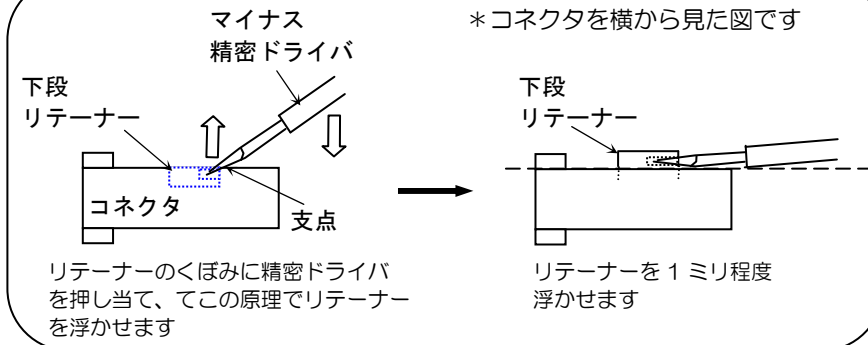 マイナス
精密ドライバ
＊コネクタを横から見た図です
下段
リテーナー
コネクタ
支点
リテーナーのくぼみに精密ドライバ
を押し当て、てこの原理でリテーナー
を浮かせます
下段
リテーナー
リテーナーを 1 ミリ程度
浮かせます